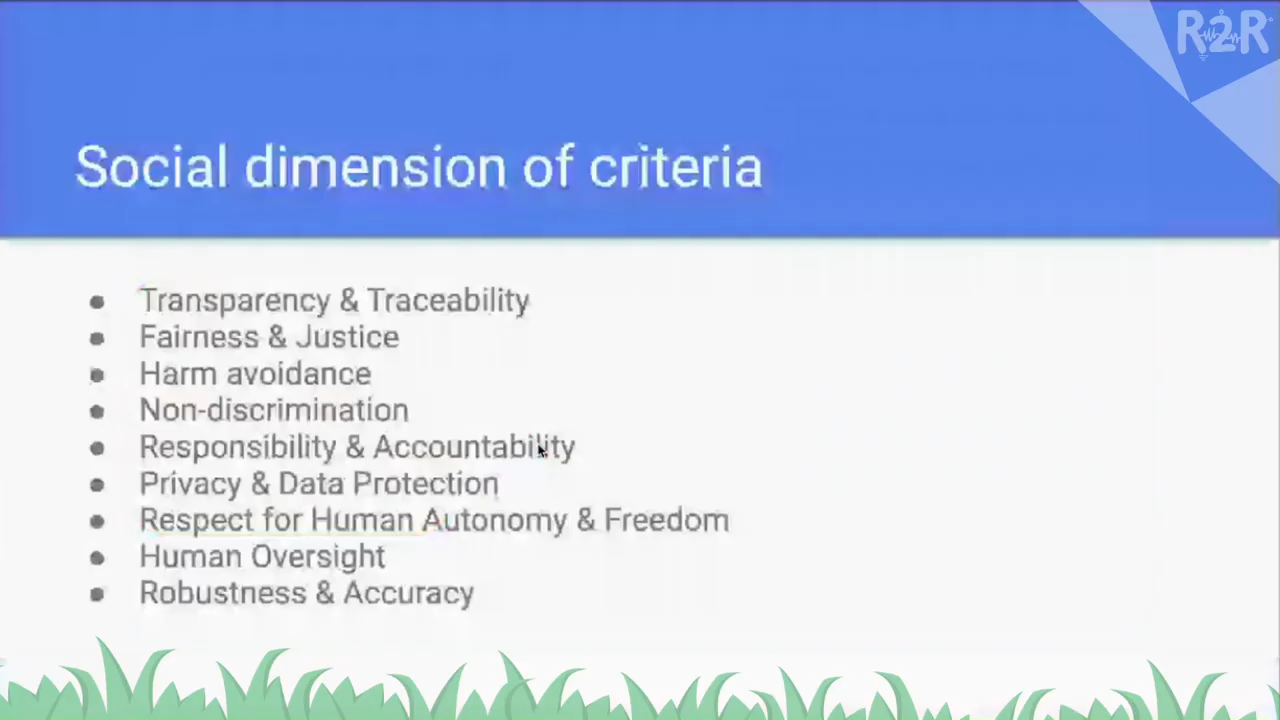 R2R
Social dimension of criteria
Transparency & Traceability
Fairness & Justice
Harm avoidance
Non-discrimination
Responsibility & Accountability
Privacy & Data Protection
Respect for Human Autonomy & Freedom
Human Oversight
Robustness & Accuracy